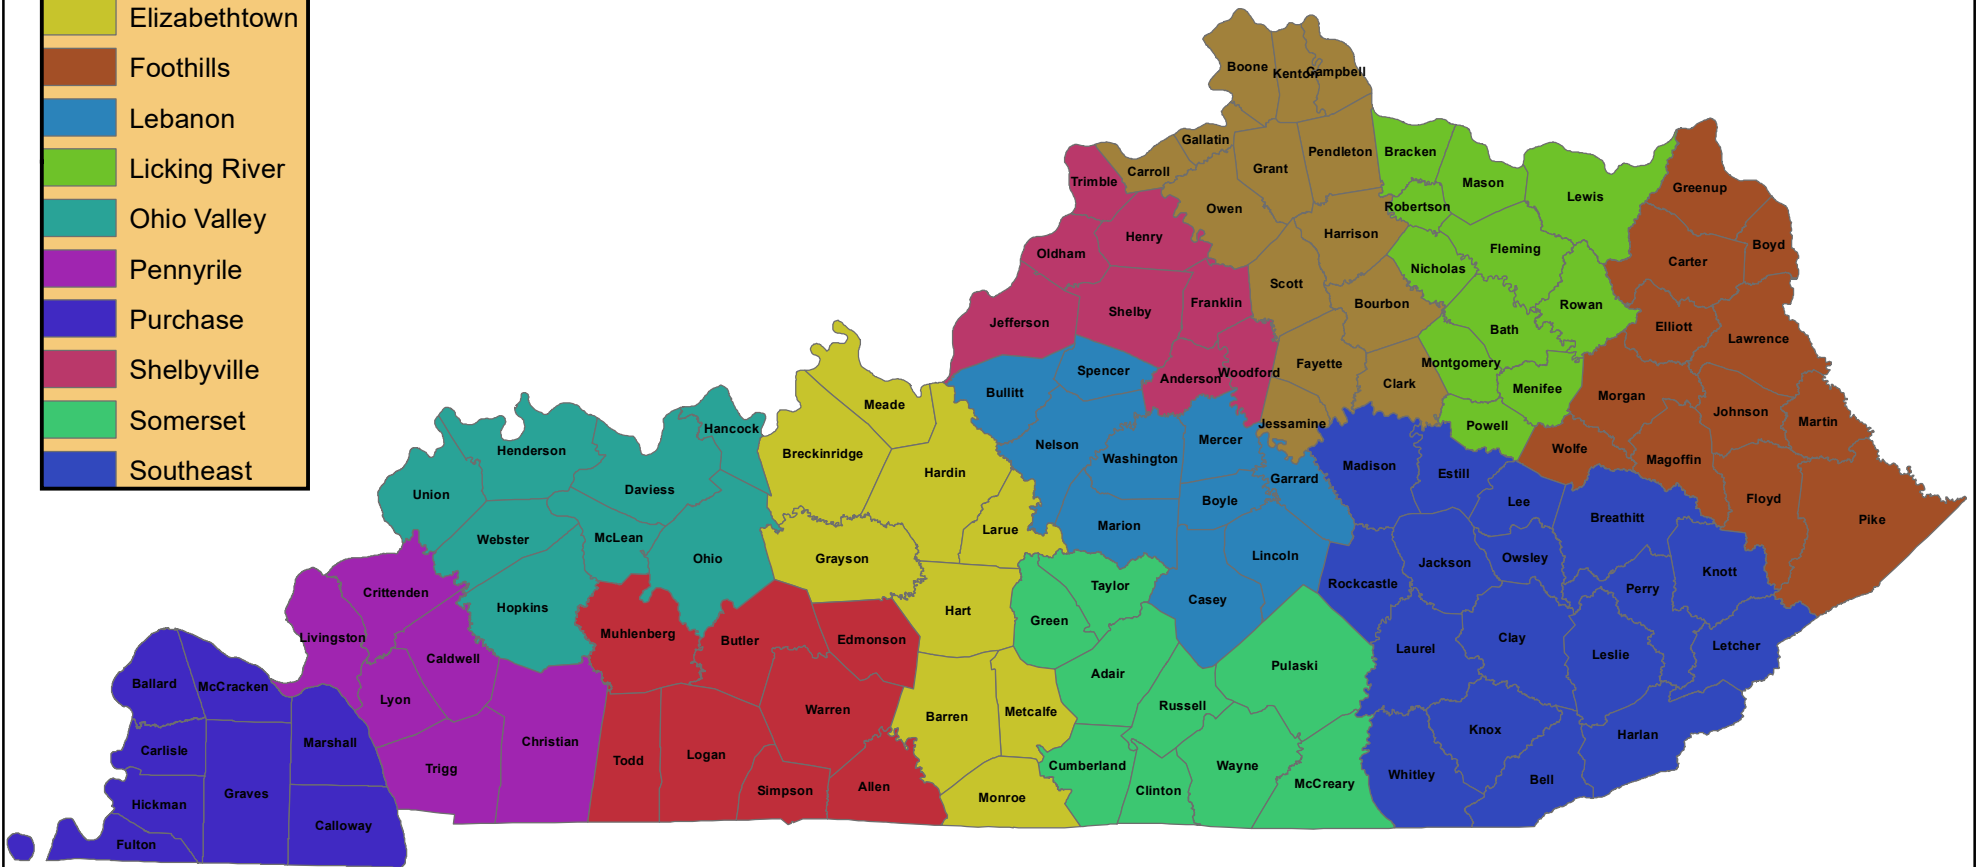 Elizabethtown
Foothills
Lebanon
Licking River
Ohio Valley
Pennyrile
Purchase
Shelbyville
Somerset
Southeast
Boone
Kenton
Campbell
Gallatin
Carroll
Grant
Pendleton
Bracken
Mason
Lewis
Greenup
Trimble
Owen
Robertson
Harrison
Henry
Oldham
Fleming
Nicholas
Carter
Boyd
Scott
Franklin
Bourbon
Rowan
Shelby
Jefferson
Bath
Elliott
Lawrence
Fayette
Montgomery
Spencer
Anderson
Woodford
Clark
Menifee
Bullitt
Morgan
Johnson
Martin
Meade
Hancock
Jessamine
Powell
Nelson
Mercer
Washington
Wolfe
Magoffin
Henderson
Breckinridge
Hardin
Madison
Estill
Garrard
Union
Daviess
Boyle
Lee
Floyd
Breathitt
Pike
Larue
Marion
Webster
McLean
Ohio
Grayson
Lincoln
Jackson
Owsley
Knott
Crittenden
Taylor
Rockcastle
Perry
Hopkins
Hart
Casey
Green
Livingston
Muhlenberg
Butler
Edmonson
Clay
Laurel
Leslie
Letcher
Caldwell
Pulaski
Adair
Ballard
McCracken
Lyon
Russell
Warren
Barren
Metcalfe
Knox
Harlan
Marshall
Christian
Carlisle
Logan
Todd
Trigg
Cumberland
Wayne
Whitley
Bell
McCreary
Simpson
Allen
Monroe
Clinton
Graves
Hickman
Calloway
Fulton